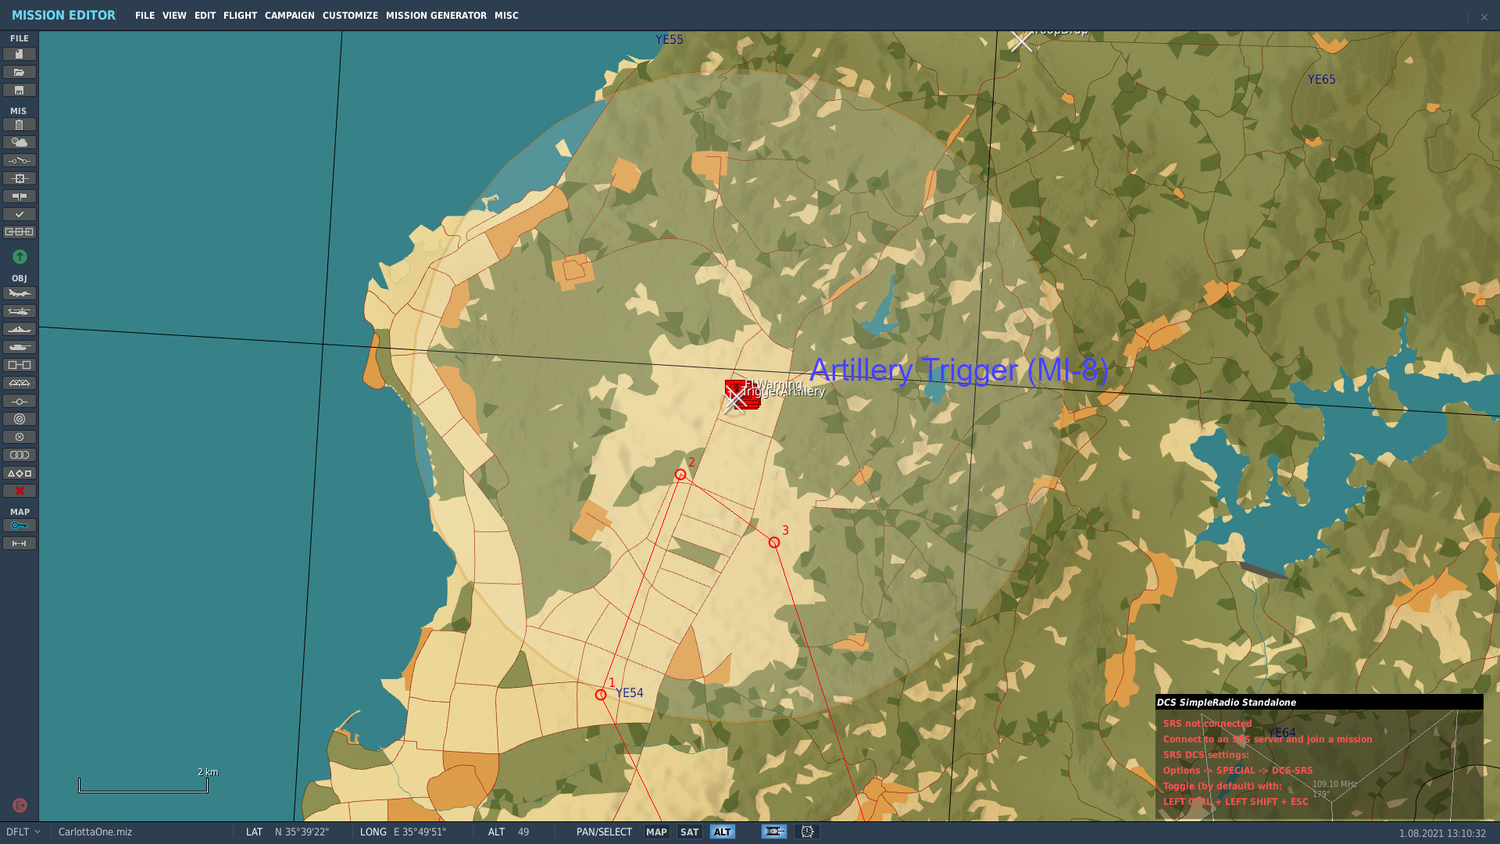 MISSION EDITOR
FILE VIEW EDIT FLIGHT CAMPAIGN CUSTOMIZE MISSION GENERATOR MISC
FILE
MIS
OBJ
MAP
YE55
YE65
Artillery Trigger (MI-8)
Warning
TriggerArtillery
2
3
1
YE54
YE64
2 km
DCS SimpleRadio Standalone
SRS not connected
Connect to an SRS server and join a mission
SRS DCS settings:
Options -> SPECIAL -> DCS-SRS
Toggle (by default) with:
LEFT CTRL + LEFT SHIFT + ESC
109.10 MHz
179°
DFLT CarlottaOne.miz LAT N 35°39'22" LONG E 35°49'51" ALT 49 PAN/SELECT MAP SAT ALT 1.08.2021 13:10:32